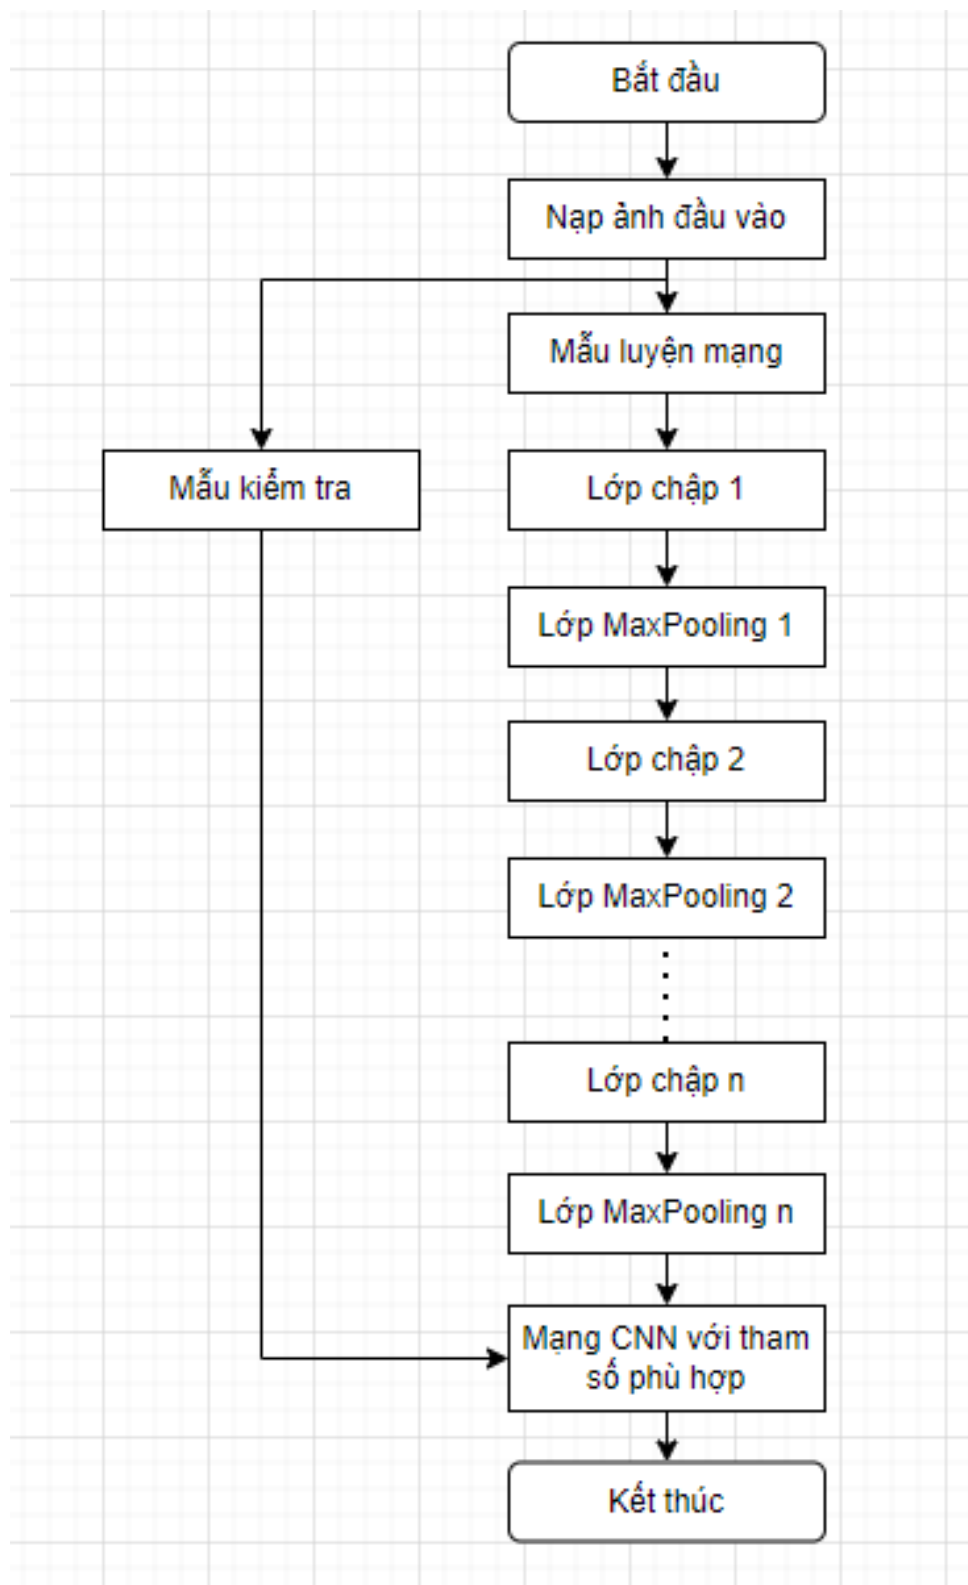 Bắt đầu
Nạp ảnh đầu vào
Mẫu luyện mạng
Mẫu kiểm tra
Lớp chập 1
Lớp MaxPooling 1
Lớp chập 2
Lớp MaxPooling 2
Lớp chập n
Lớp MaxPooling n
Mạng CNN với tham
số phù hợp
Kết thúc